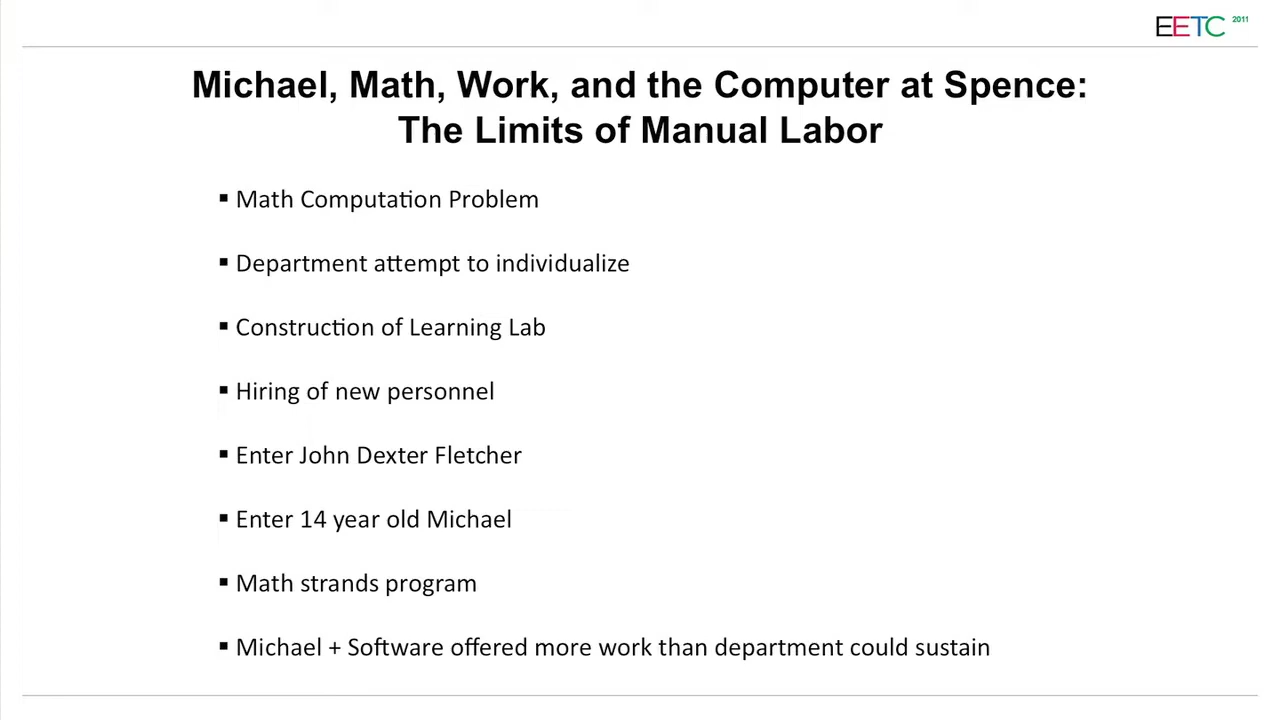 EETC 2011
Michael, Math, Work, and the Computer at Spence:
The Limits of Manual Labor
▪ Math Computation Problem
▪ Department attempt to individualize
▪ Construction of Learning Lab
▪ Hiring of new personnel
▪ Enter John Dexter Fletcher
▪ Enter 14 year old Michael
▪ Math strands program
▪ Michael + Software offered more work than department could sustain